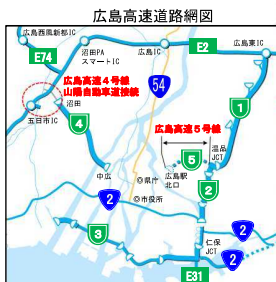 広島高速道路網図
広島西風新都IC
沼田PA
スマートIC
広島IC
E2
広島東IC
E74
広島高速4号線
山陽自動車道接続
54
1
五日市IC
沼田
4
広島高速5号線
温品
JCT
5
中広
広島駅
北口
◎県庁
2
2
◎市役所
2
3
仁保
JCT
2
E31